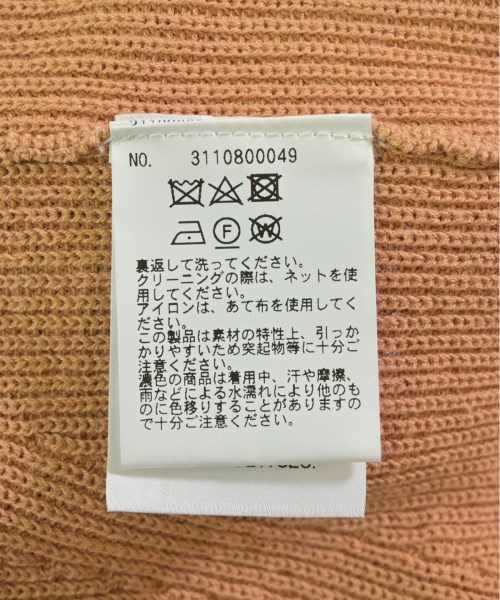 NO. 3110800049
F W
裏返して洗ってください。
クリーニングの際は、ネットを使
用してください。
アイロンは、あて布を使用してく
ださい。
この製品は素材の特性上、引っか
かりやすいため突起物等に十分ご
注意ください。
濃色の商品は着用中、汗や摩擦、
雨などによる水濡れにより他のも
のに色移りすることがありますの
で十分ご注意ください。